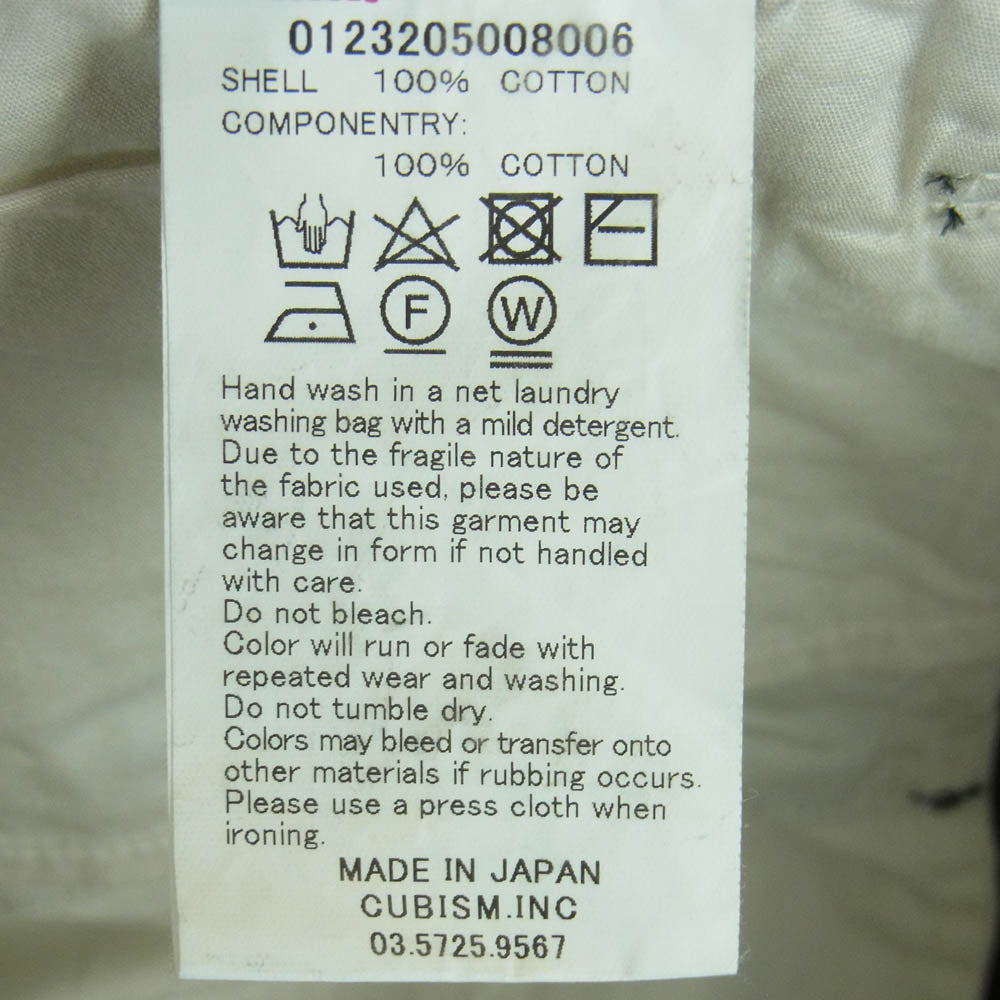 0123205008006
SHELL 100% COTTON
COMPONENTRY:
100% COTTON
F W
Hand wash in a net laundry
washing bag with a mild detergent.
Due to the fragile nature of
the fabric used, please be
aware that this garment may
change in form if not handled
with care.
Do not bleach.
Color will run or fade with
repeated wear and washing.
Do not tumble dry.
Colors may bleed or transfer onto
other materials if rubbing occurs.
Please use a press cloth when
ironing.
MADE IN JAPAN
CUBISM.INC
03.5725.9567